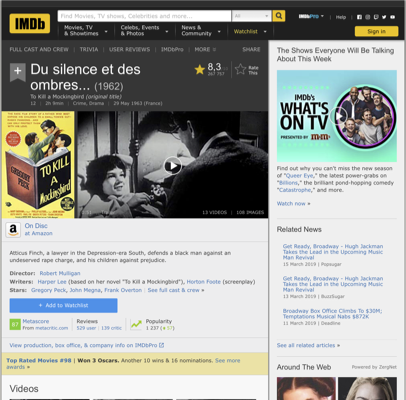 IMDb
Find Movies, TV shows, Celebrities and more...
All
IMDbPro
Help
Movies, TV & Showtimes
Celebs, Events & Photos
News & Community
Watchlist
Sign in
FULL CAST AND CREW | TRIVIA | USER REVIEWS | IMDbPro | MORE
SHARE
Du silence et des ombres... (1962)
To Kill a Mockingbird (original title)
12 | 2h 9min | Crime, Drama | 29 May 1963 (France)
8,3
Rate This
GREGORY PECK
TO KILL A Mockingbird
13 VIDEOS | 108 IMAGES
On Disc
at Amazon
Atticus Finch, a lawyer in the Depression-era South, defends a black man against an
undeserved rape charge, and his children against prejudice.
Director: Robert Mulligan
Writers: Harper Lee (based on her novel "To Kill a Mockingbird"), Horton Foote (screenplay)
Stars: Gregory Peck, John Megna, Frank Overton | See full cast & crew »
+ Add to Watchlist
Metascore
From metacritic.com
Reviews
529 user | 139 critic
Popularity
View production, box office, & company info on IMDbPro
Top Rated Movies #98 | Won 3 Oscars. Another 10 wins & 16 nominations. See more
awards »
Videos
The Shows Everyone Will Be Talking
About This Week
IMDb's
WHAT'S
ON TV
PRESENTED BY
Find out why you can't miss the new season
of "Queer Eye," the latest power-grabs on
"Billions," the brilliant pond-hopping comedy
"Catastrophe," and more.
Watch now »
Related News
Get Ready, Broadway - Hugh Jackman
Takes the Lead in the Upcoming Music
Man Revival
15 March 2019 | Popsugar
Get Ready, Broadway - Hugh Jackman
Takes the Lead in the Upcoming Music
Man Revival
13 March 2019 | BuzzSugar
Broadway Box Office Climbs To $30M;
Temptations Musical Nabs $872K
11 March 2019 | Deadline
See all related articles »
Around The Web
Powered by ZergNet